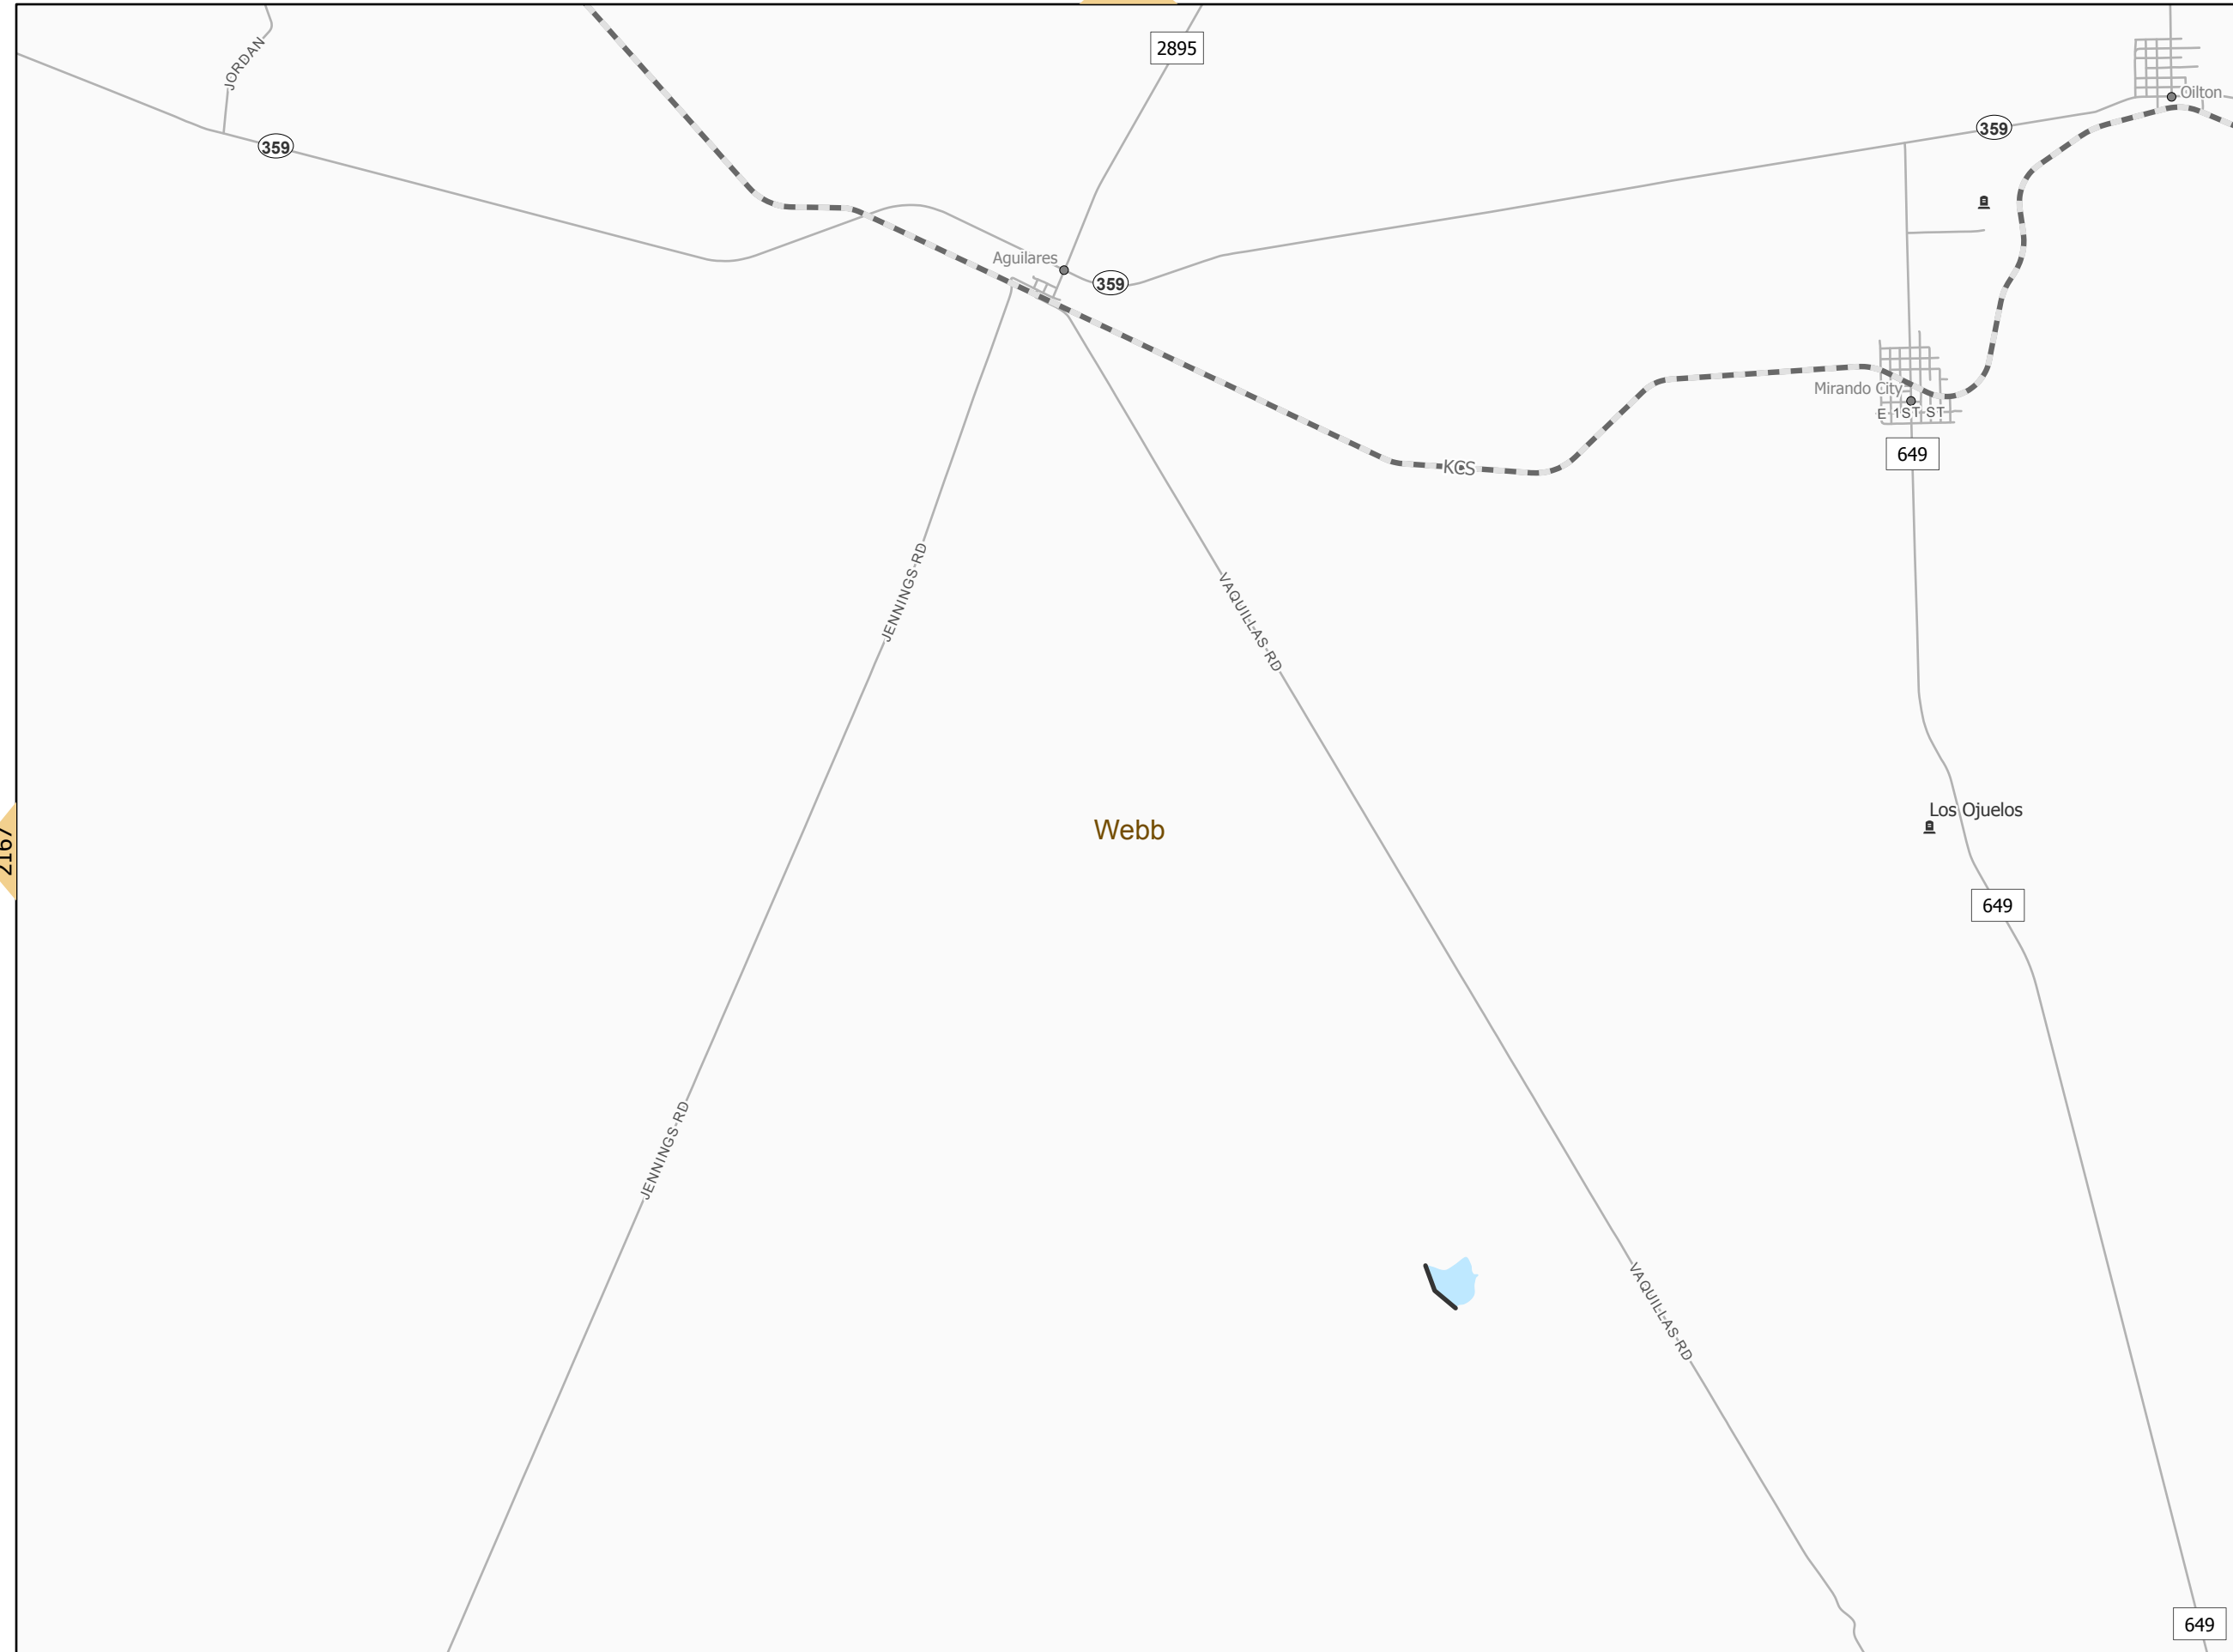 2895
JORDAN
Oilton
359
359
Aguilares
359
Mirando City
E 1ST ST
649
KCS
JENNINGS RD
VAQUILLAS RD
Los Ojuelos
Webb
2167
649
JENNINGS RD
VAQUILLAS RD
649